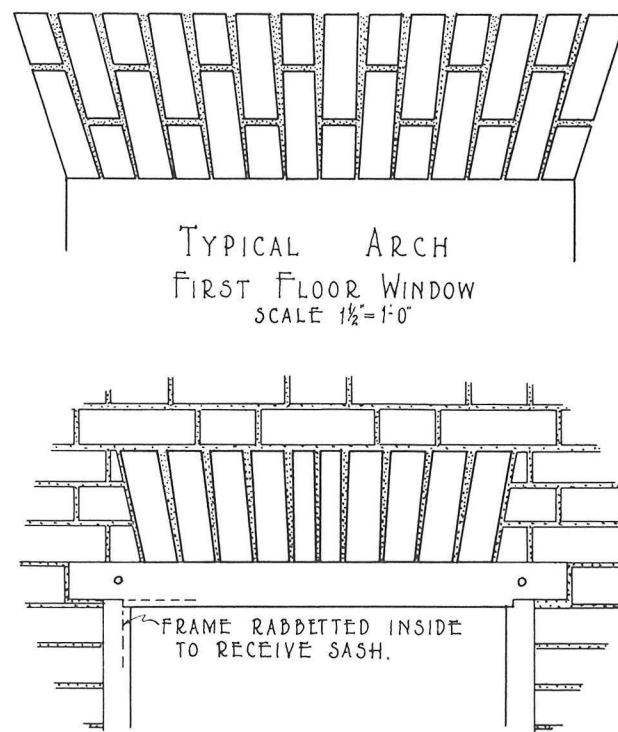 TYPICAL ARCH
FIRST FLOOR WINDOW
SCALE 1½"=1'-0"
FRAME RABBETTED INSIDE
TO RECEIVE SASH.